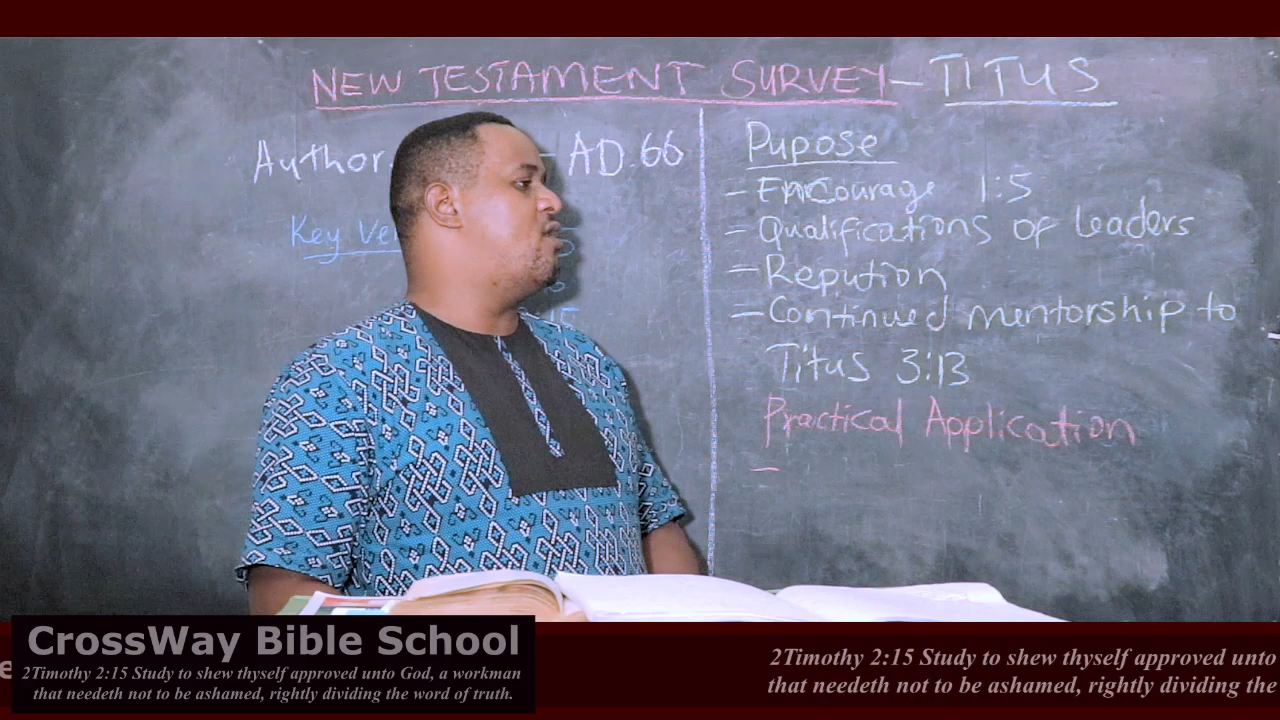 NEW TESTAMENT SURVEY - TITUS
Author - AD.66
Key Ver
15
Pupose
- Encourage 1:5
- Qualifications of leaders
- Repution
- Continued mentorship to
Titus 3:13
Practical Application
-
CrossWay Bible School
2Timothy 2:15 Study to shew thyself approved unto God, a workman
that needeth not to be ashamed, rightly dividing the word of truth.
2Timothy 2:15 Study to shew thyself approved unto
that needeth not to be ashamed, rightly dividing the